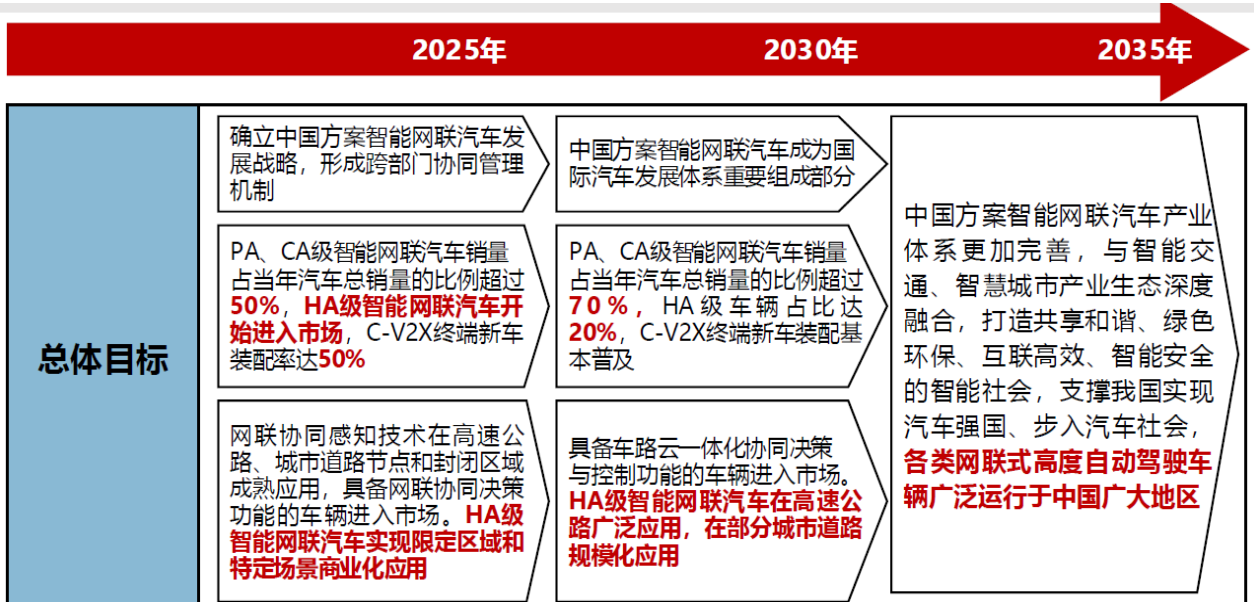 2025年
2030年
2035年
总体目标
确立中国方案智能网联汽车发
展战略，形成跨部门协同管理
机制
PA、CA级智能网联汽车销量
占当年汽车总销量的比例超过
50%，HA级智能网联汽车开
始进入市场，C-V2X终端新车
装配率达50%
网联协同感知技术在高速公
路、城市道路节点和封闭区域
成熟应用，具备网联协同决策
功能的车辆进入市场。HA级
智能网联汽车实现限定区域和
特定场景商业化应用
中国方案智能网联汽车成为国
际汽车发展体系重要组成部分
PA、CA级智能网联汽车销量
占当年汽车总销量的比例超过
70%，HA级车辆占比达
20%，C-V2X终端新车装配基
本普及
具备车路云一体化协同决策
与控制功能的车辆进入市场。
HA级智能网联汽车在高速公
路广泛应用，在部分城市道路
规模化应用
中国方案智能网联汽车产业
体系更加完善，与智能交
通、智慧城市产业生态深度
融合，打造共享和谐、绿色
环保、互联高效、智能安全
的智能社会，支撑我国实现
汽车强国、步入汽车社会，
各类网联式高度自动驾驶车
辆广泛运行于中国广大地区